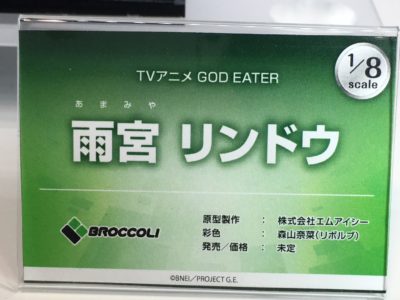 1/8
scale
TVアニメ GOD EATER
あまみや
雨宮 リンドウ
BROCCOLI
原型製作 : 株式会社エムアイシー
彩色 : 森山奈菜(リボルブ)
発売/価格 : 未定
©BNEI/PROJECT G.E.